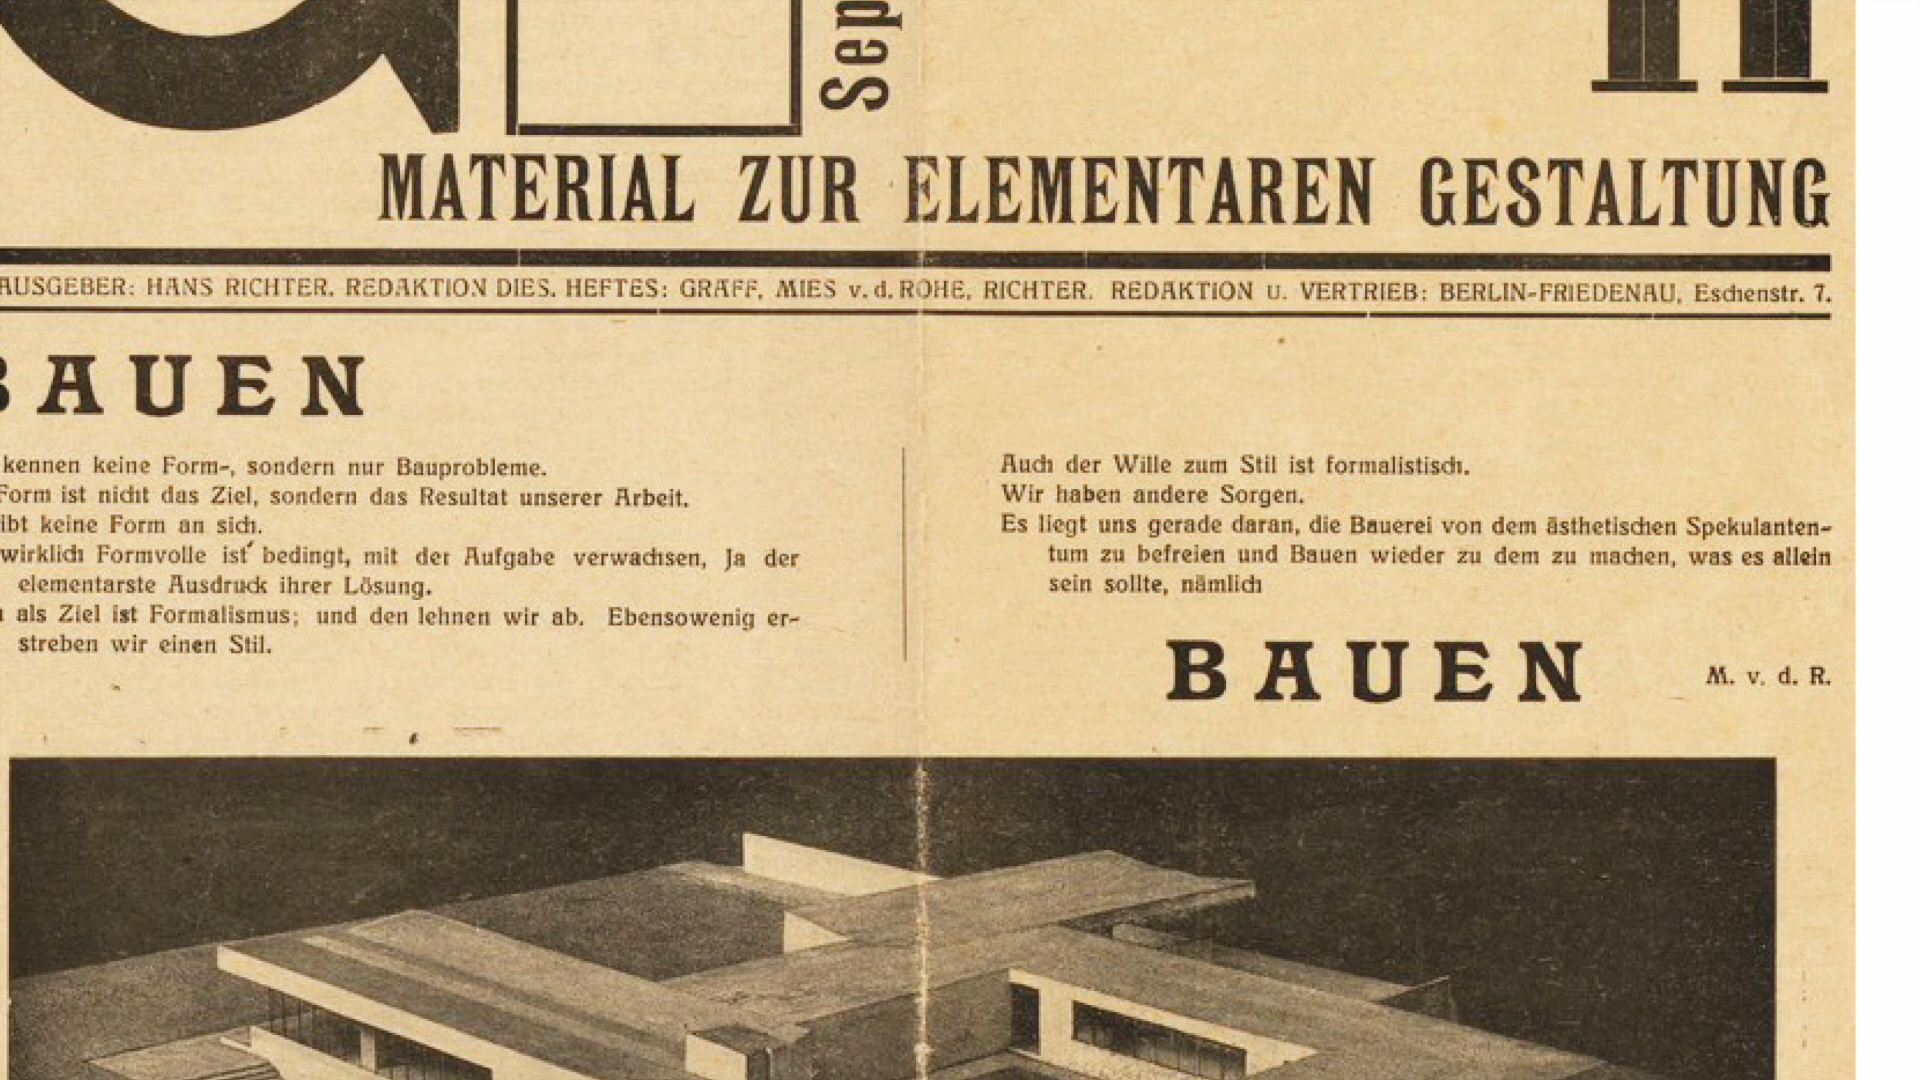 Sep
MATERIAL ZUR ELEMENTAREN GESTALTUNG
AUSGEBER: HANS RICHTER. REDAKTION DIES. HEFTES: GRÄFF, MIES v. d. ROHE, RICHTER. REDAKTION U. VERTRIEB: BERLIN-FRIEDENAU, Eschenstr. 7.
BAUEN
kennen keine Form-, sondern nur Bauprobleme.
Form ist nicht das Ziel, sondern das Resultat unserer Arbeit.
ibt keine Form an sich.
wirklich Formvolle ist bedingt, mit der Aufgabe verwachsen, Ja der
elementarste Ausdruck ihrer Lösung.
als Ziel ist Formalismus; und den lehnen wir ab. Ebensowenig er-
streben wir einen Stil.
Auch der Wille zum Stil ist formalistisch.
Wir haben andere Sorgen.
Es liegt uns gerade daran, die Bauerei von dem ästhetischen Spekulanten-
tum zu befreien und Bauen wieder zu dem zu machen, was es allein
sein sollte, nämlich
BAUEN
M. v. d. R.